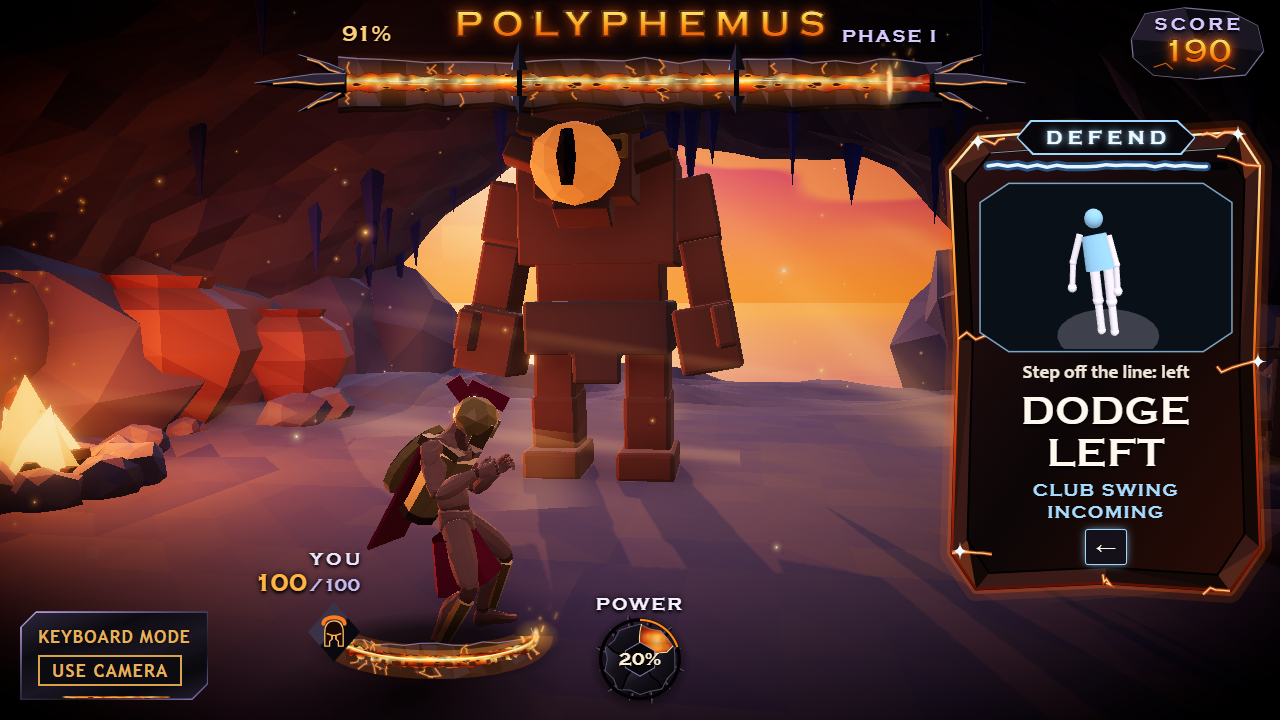 POLYPHEMUS
91%
PHASE I
SCORE
190
DEFEND
Step off the line: left
DODGE
LEFT
CLUB SWING
INCOMING
←
YOU
100/100
POWER
20%
KEYBOARD MODE
USE CAMERA